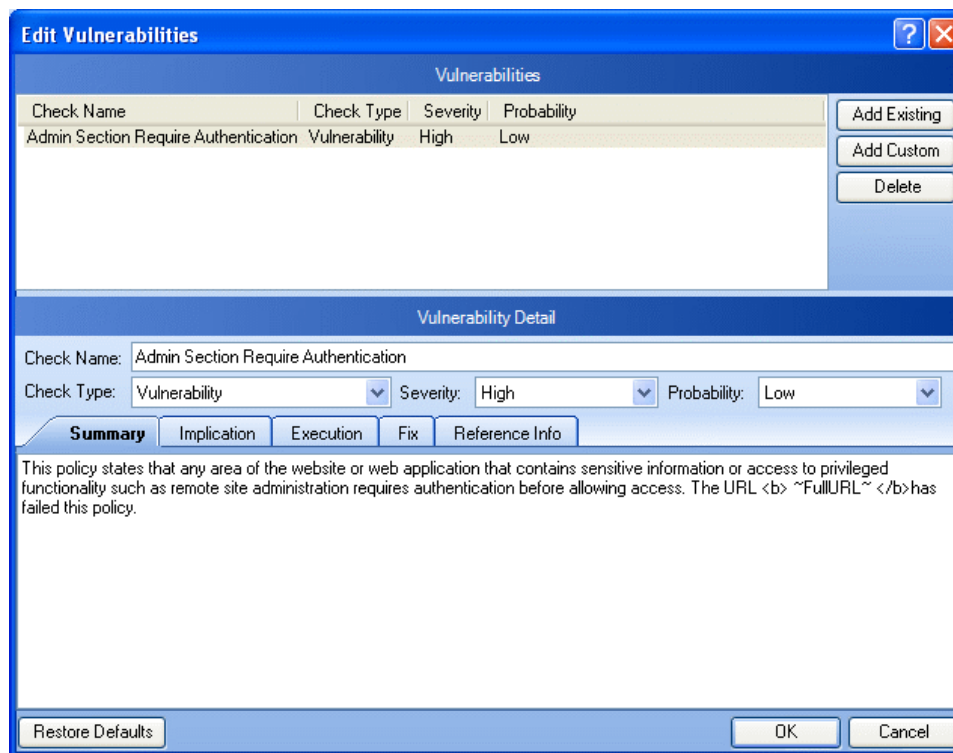 Edit Vulnerabilities
?
Vulnerabilities
Check Name Check Type Severity Probability
Admin Section Require Authentication Vulnerability High Low
Add Existing
Add Custom
Delete
Vulnerability Detail
Check Name: Admin Section Require Authentication
Check Type: Vulnerability Severity: High Probability: Low
Summary Implication Execution Fix Reference Info
This policy states that any area of the website or web application that contains sensitive information or access to privileged
functionality such as remote site administration requires authentication before allowing access. The URL <b> ~FullURL~ </b>has
failed this policy.
Restore Defaults OK Cancel